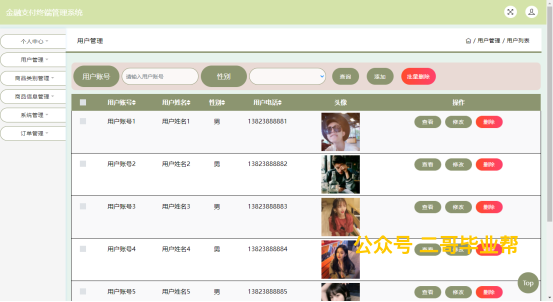 金融支付终端管理系统
个人中心
用户管理
商品类别管理
商品信息管理
系统管理
订单管理
用户管理
/ 用户管理 / 用户列表
用户账号 请输入用户账号 性别 查询 添加 批量删除
用户账号 用户姓名 性别 用户电话 头像 操作
用户账号1 用户姓名1 男 13823888881 查看 修改 删除
用户账号2 用户姓名2 男 13823888882 查看 修改 删除
用户账号3 用户姓名3 男 13823888883 查看 修改 删除
用户账号4 用户姓名4 男 13823888884 查看 修改 删除
公众号 二哥毕业帮
用户账号5 用户姓名5 男 13823888885 查看 修改 删除
Top